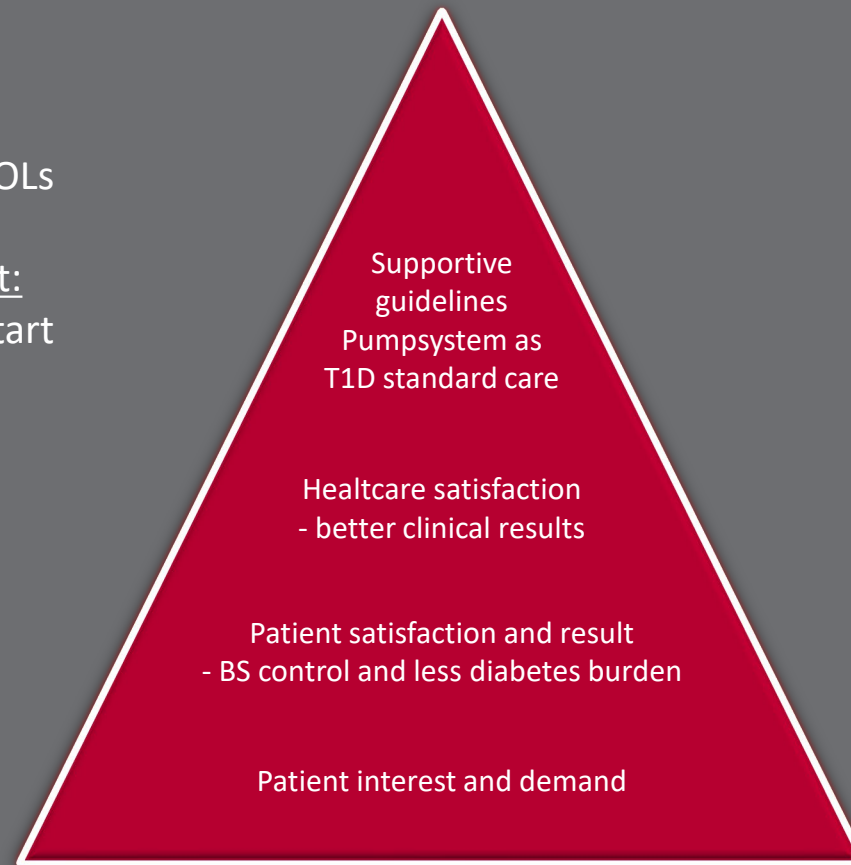 OLs
t:
tart
Supportive
guidelines
Pumpsystem as
T1D standard care
Healtcare satisfaction
- better clinical results
Patient satisfaction and result
- BS control and less diabetes burden
Patient interest and demand